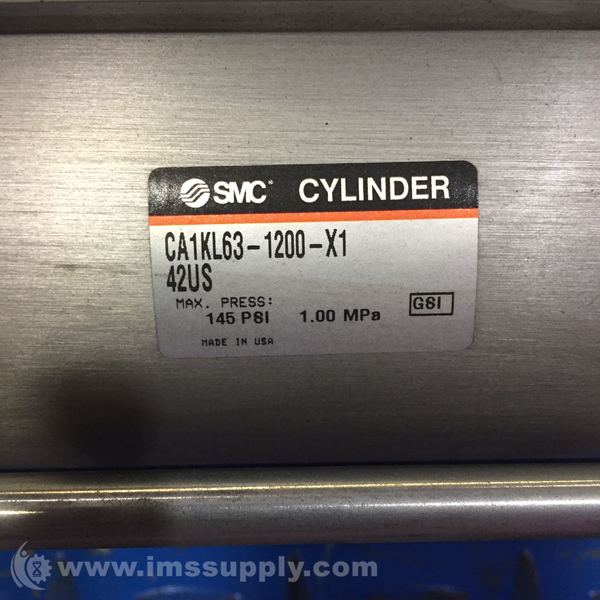 SMC® CYLINDER
CA1KL63-1200-X1
42US
MAX. PRESS:
145 PSI 1.00 MPa GSI
MADE IN USA
www.imssupply.com